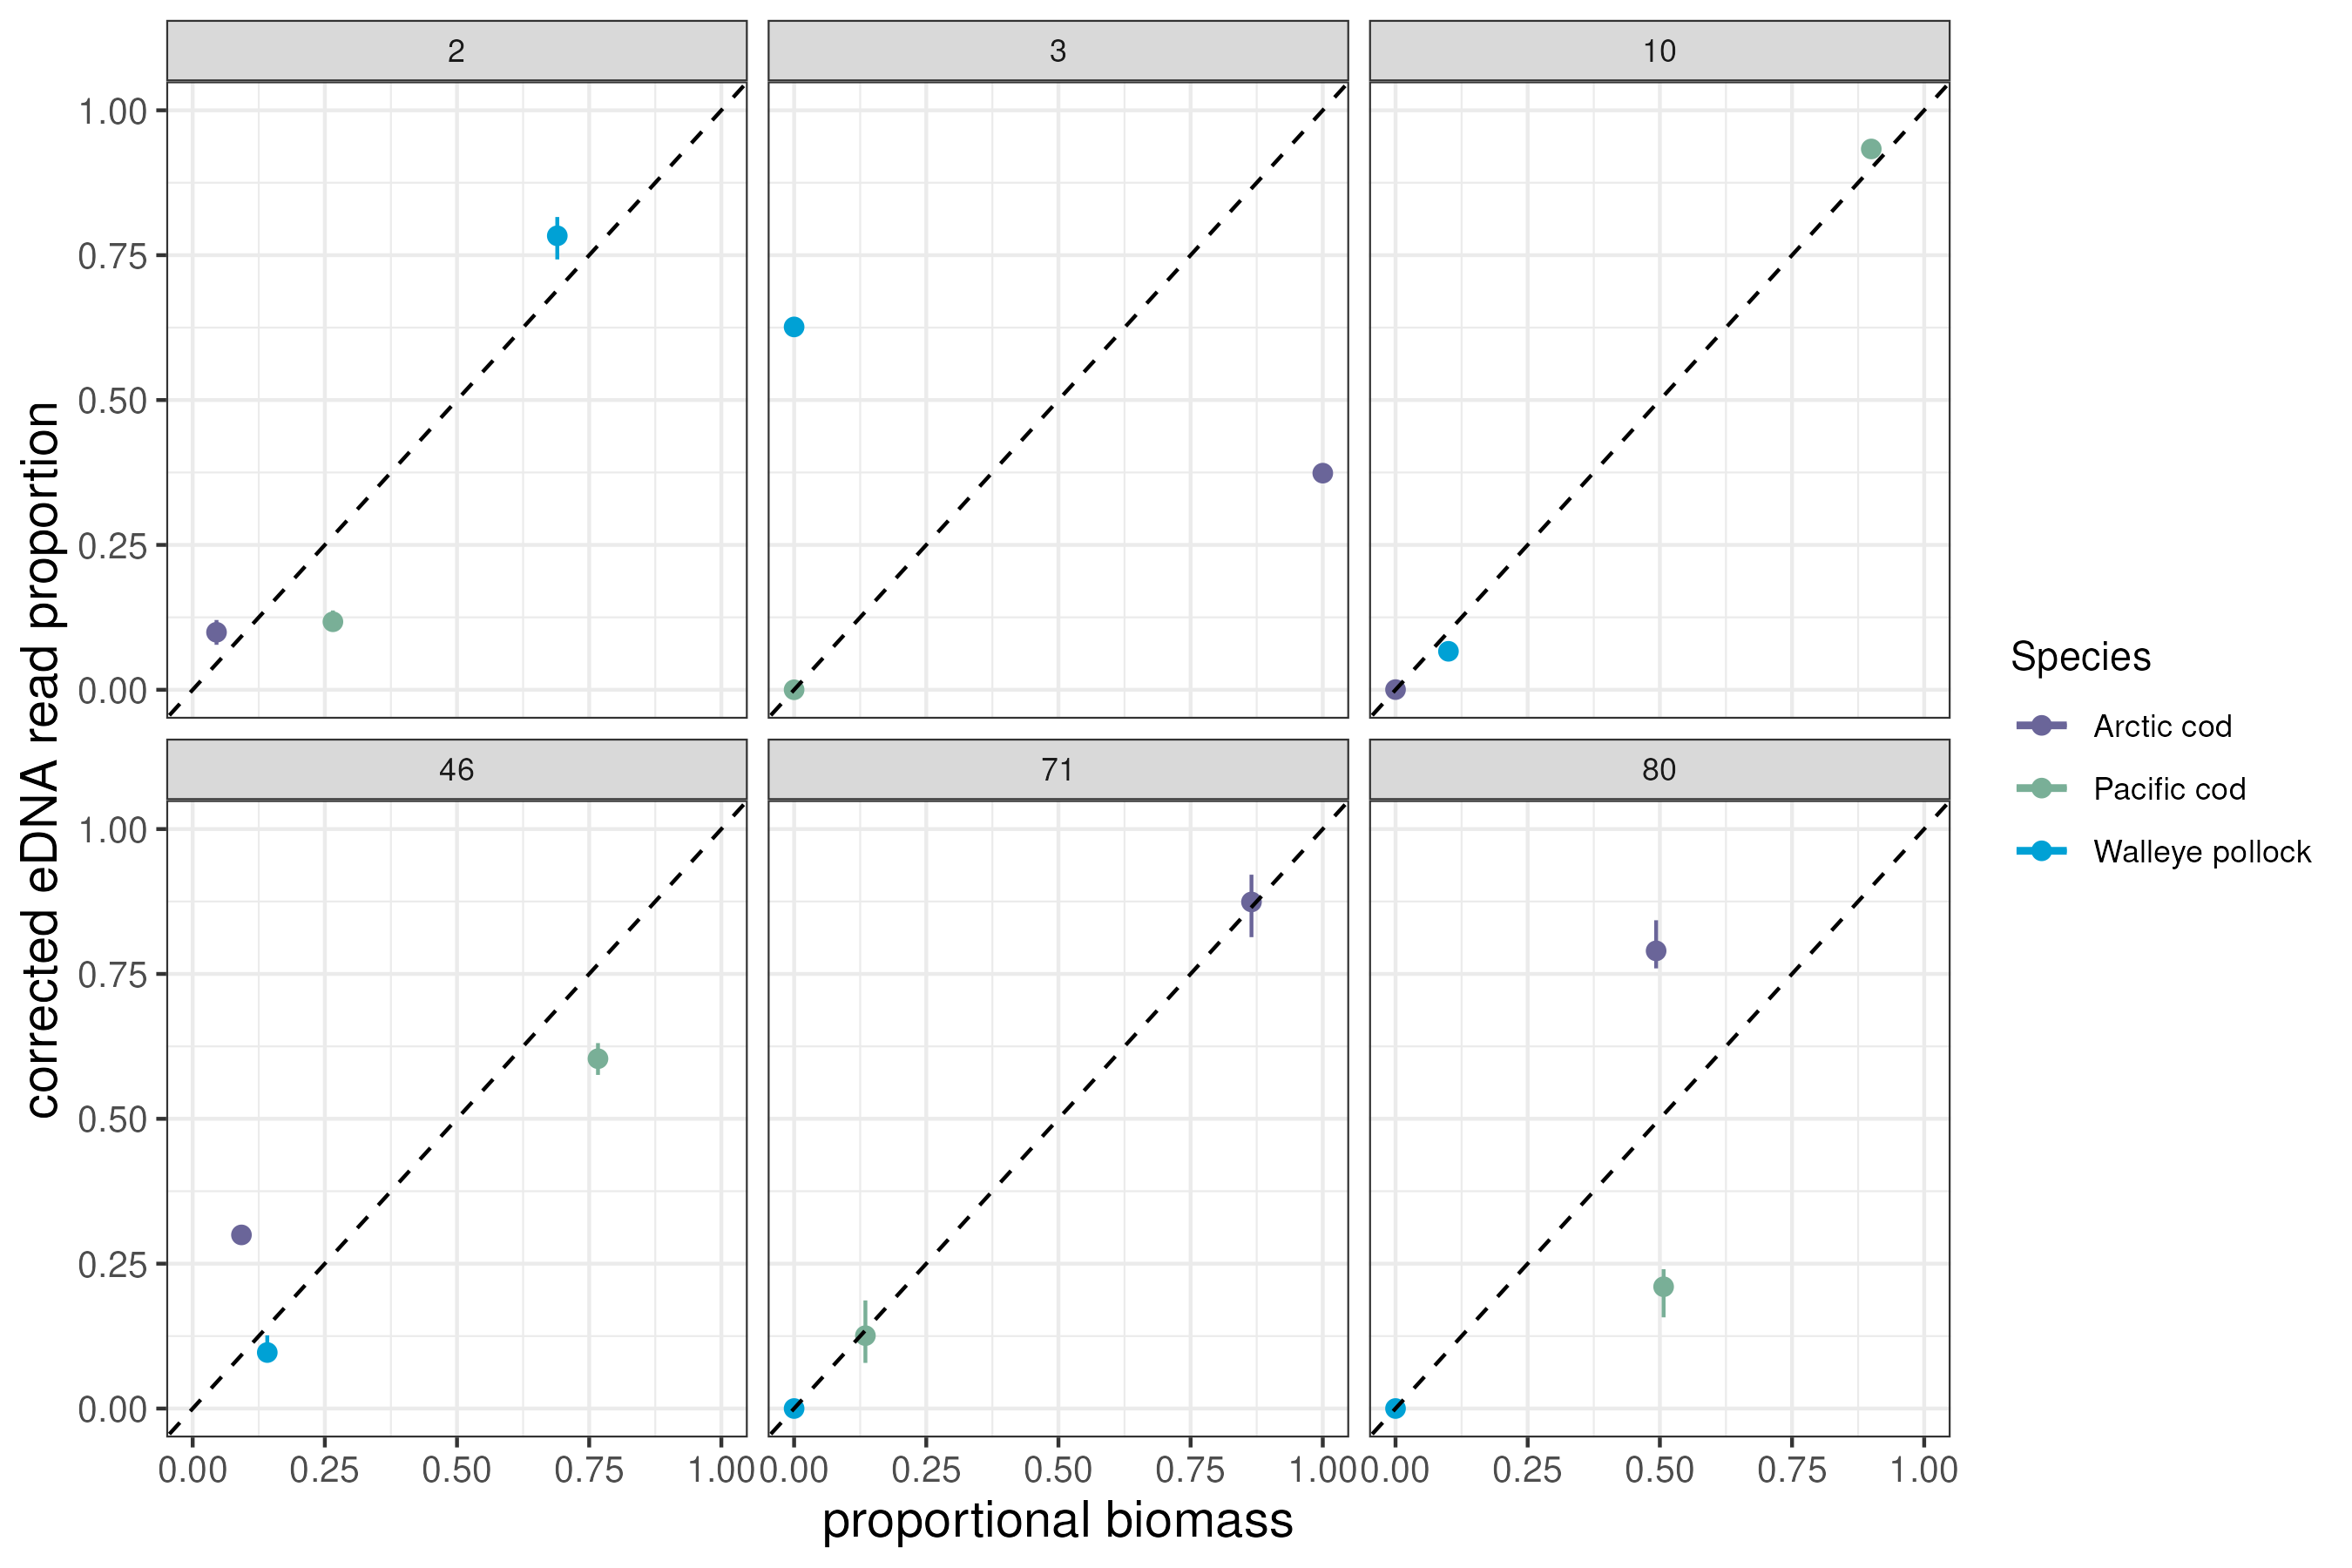 2
3
10
1.00
0.75
0.50
0.25
0.00
46
71
80
1.00
0.75
0.50
0.25
0.00
0.00 0.25 0.50 0.75 1.00
0.00 0.25 0.50 0.75 1.00
0.00 0.25 0.50 0.75 1.00
proportional biomass
corrected eDNA read proportion
Species
Arctic cod
Pacific cod
Walleye pollock